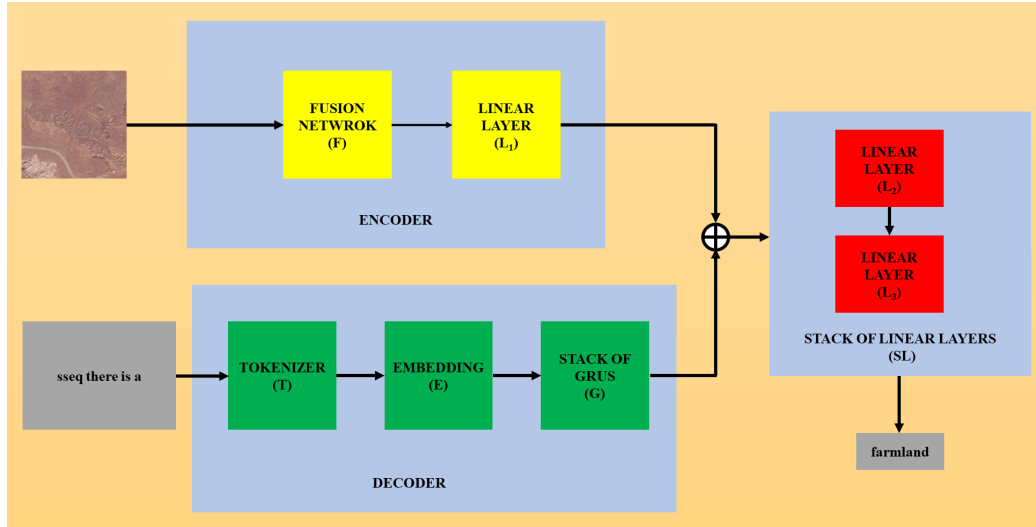 FUSION
NETWROK
(F)
LINEAR
LAYER
(L₁)
ENCODER
LINEAR
LAYER
(L₂)
LINEAR
LAYER
(L₃)
STACK OF LINEAR LAYERS
(SL)
sseq there is a
TOKENIZER
(T)
EMBEDDING
(E)
STACK OF
GRUS
(G)
DECODER
farmland